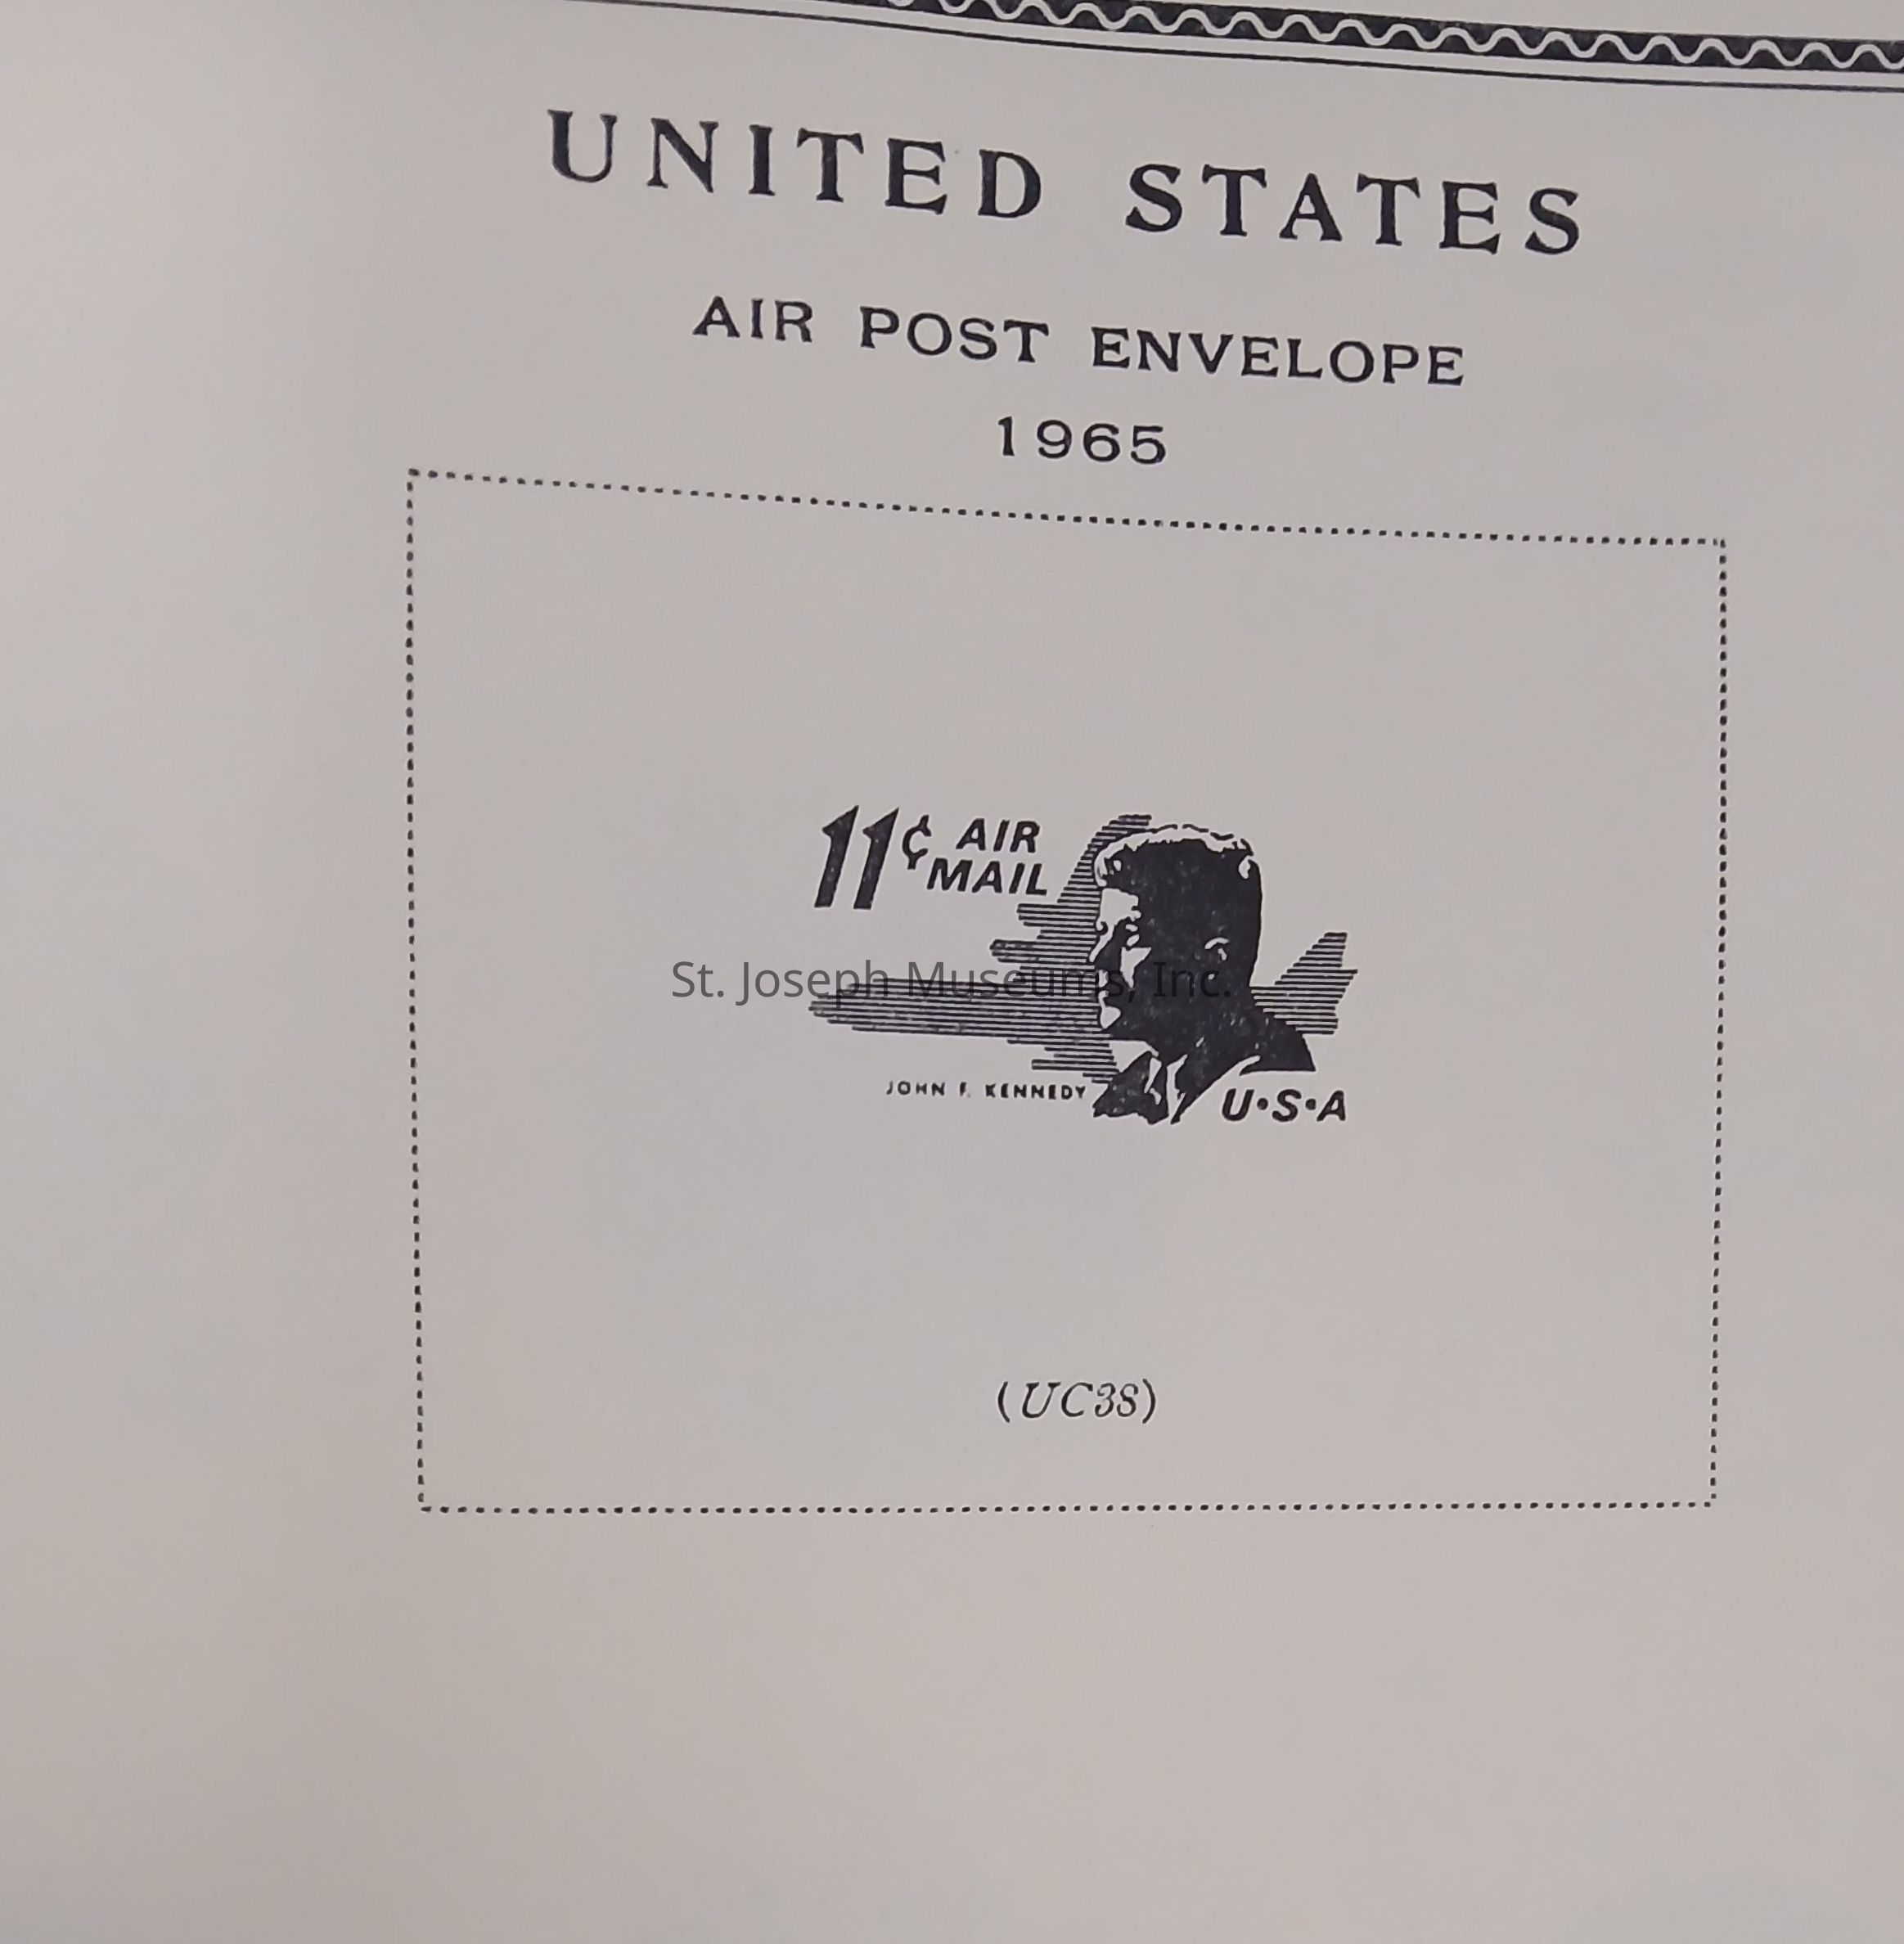 UNITED STATES
AIR POST ENVELOPE
1965
11¢ AIR
MAIL
St. Joseph Museums, Inc.
JOHN F. KENNEDY
U•S•A
(UC38)